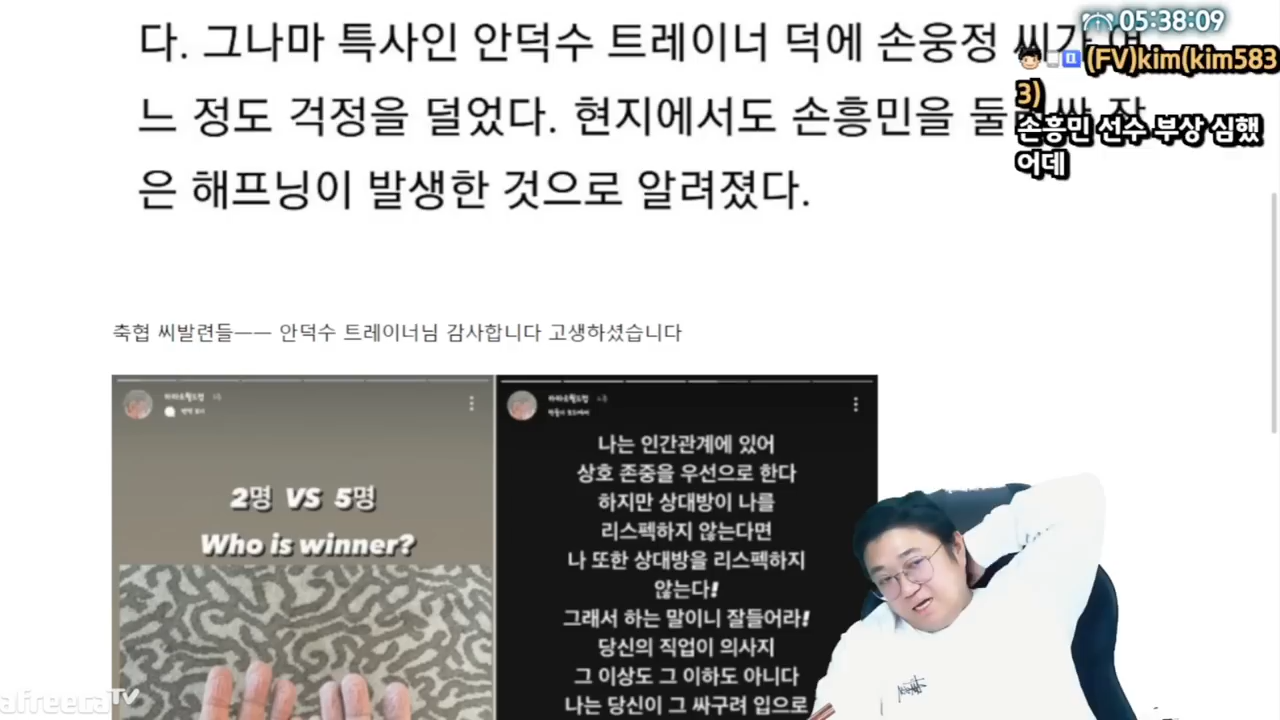 다. 그나마 특사인 안덕수 트레이너 덕에 손웅정 씨가
느 정도 걱정을 덜었다. 현지에서도 손흥민을 둘
은 해프닝이 발생한 것으로 알려졌다.
05:38:09
(FV)kim(kim583
3)
손흥민 선수 부상 심했
어데
축협 씨발련들ㅡㅡ 안덕수 트레이너님 감사합니다 고생하셨습니다
2명 VS 5명
Who is winner?
나는 인간관계에 있어
상호 존중을 우선으로 한다
하지만 상대방이 나를
리스펙하지 않는다면
나 또한 상대방을 리스펙하지
않는다!
그래서 하는 말이니 잘들어라!
당신의 직업이 의사지
그 이상도 그 이하도 아니다
나는 당신이 그 싸구려 입으로
afreecaTV